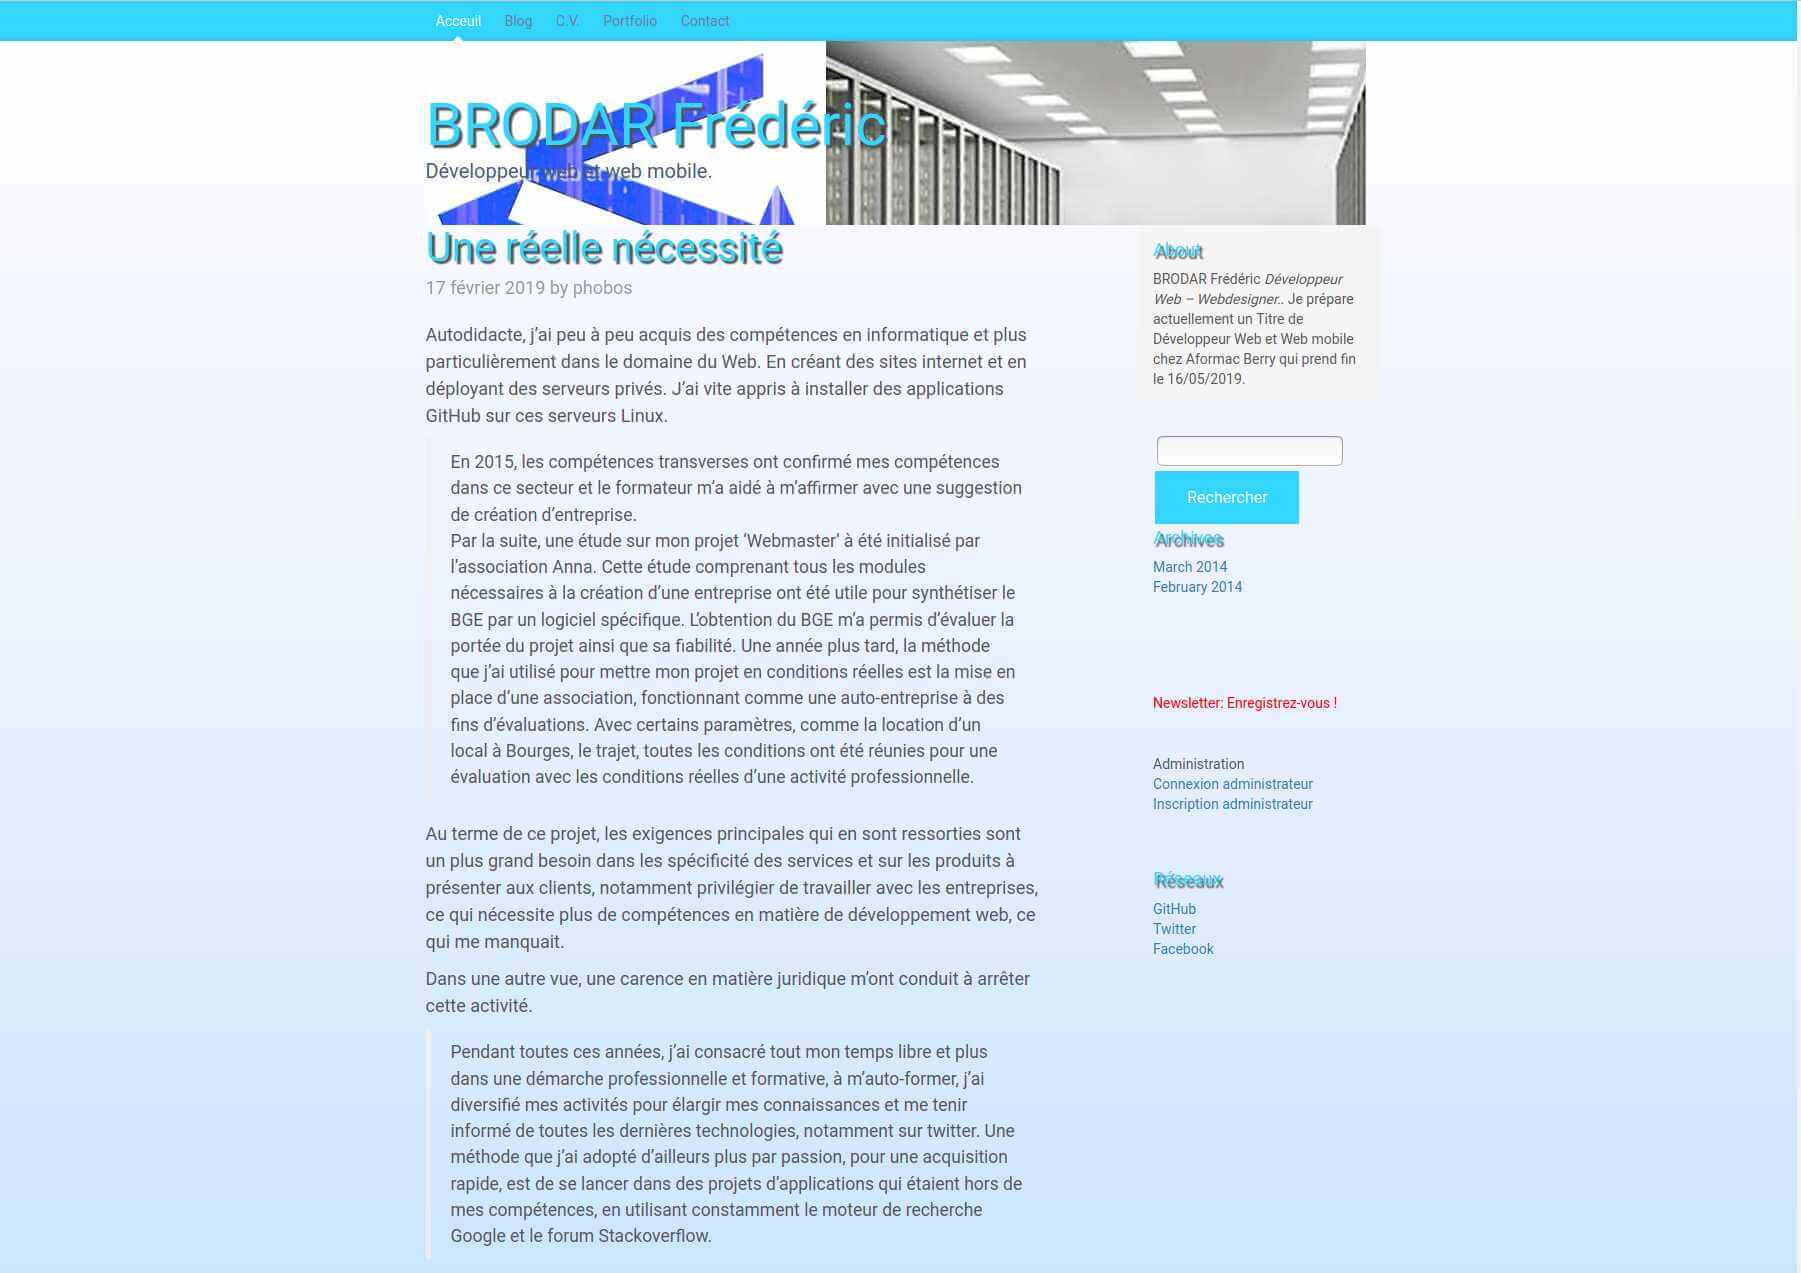 Acceuil Blog C.V. Portfolio Contact
BRODAR Frédéric
Développeur web et web mobile.
Une réelle nécessité
17 février 2019 by phobos
Autodidacte, j’ai peu à peu acquis des compétences en informatique et plus
particulièrement dans le domaine du Web. En créant des sites internet et en
déployant des serveurs privés. J’ai vite appris à installer des applications
GitHub sur ces serveurs Linux.
En 2015, les compétences transverses ont confirmé mes compétences
dans ce secteur et le formateur m’a aidé à m’affirmer avec une suggestion
de création d’entreprise.
Par la suite, une étude sur mon projet ‘Webmaster’ à été initialisé par
l’association Anna. Cette étude comprenant tous les modules
nécessaires à la création d’une entreprise ont été utile pour synthétiser le
BGE par un logiciel spécifique. L’obtention du BGE m’a permis d’évaluer la
portée du projet ainsi que sa fiabilité. Une année plus tard, la méthode
que j’ai utilisé pour mettre mon projet en conditions réelles est la mise en
place d’une association, fonctionnant comme une auto-entreprise à des
fins d’évaluations. Avec certains paramètres, comme la location d’un
local à Bourges, le trajet, toutes les conditions ont été réunies pour une
évaluation avec les conditions réelles d’une activité professionnelle.
Au terme de ce projet, les exigences principales qui en sont ressorties sont
un plus grand besoin dans les spécificité des services et sur les produits à
présenter aux clients, notamment privilégier de travailler avec les entreprises,
ce qui nécessite plus de compétences en matière de développement web, ce
qui me manquait.
Dans une autre vue, une carence en matière juridique m’ont conduit à arrêter
cette activité.
Pendant toutes ces années, j’ai consacré tout mon temps libre et plus
dans une démarche professionnelle et formative, à m’auto-former, j’ai
diversifié mes activités pour élargir mes connaissances et me tenir
informé de toutes les dernières technologies, notamment sur twitter. Une
méthode que j’ai adopté d’ailleurs plus par passion, pour une acquisition
rapide, est de se lancer dans des projets d’applications qui étaient hors de
mes compétences, en utilisant constamment le moteur de recherche
Google et le forum Stackoverflow.
About
BRODAR Frédéric Développeur
Web – Webdesigner.. Je prépare
actuellement un Titre de
Développeur Web et Web mobile
chez Aformac Berry qui prend fin
le 16/05/2019.
Rechercher
Archives
March 2014
February 2014
Newsletter: Enregistrez-vous !
Administration
Connexion administrateur
Inscription administrateur
Réseaux
GitHub
Twitter
Facebook